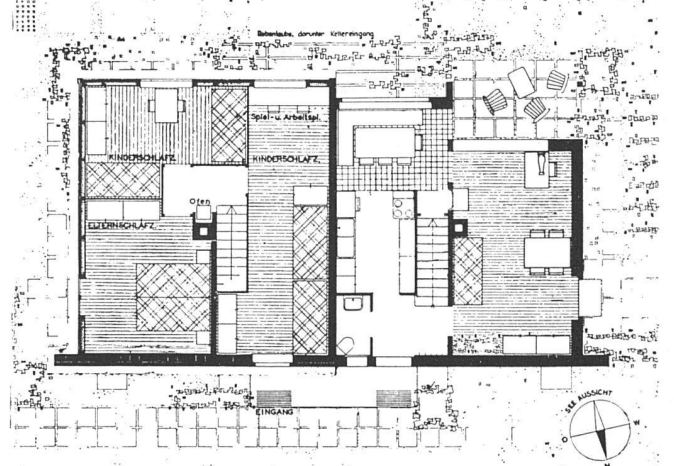 Rebenlaube, darunter Kellereingang
Spiel- u. Arbeitspl.
KINDERSCHLAFZ.
KINDERSCHLAFZ.
Ofen
ELTERNSCHLAFZ.
EINGANG
SEE AUSSICHT
O
W
N